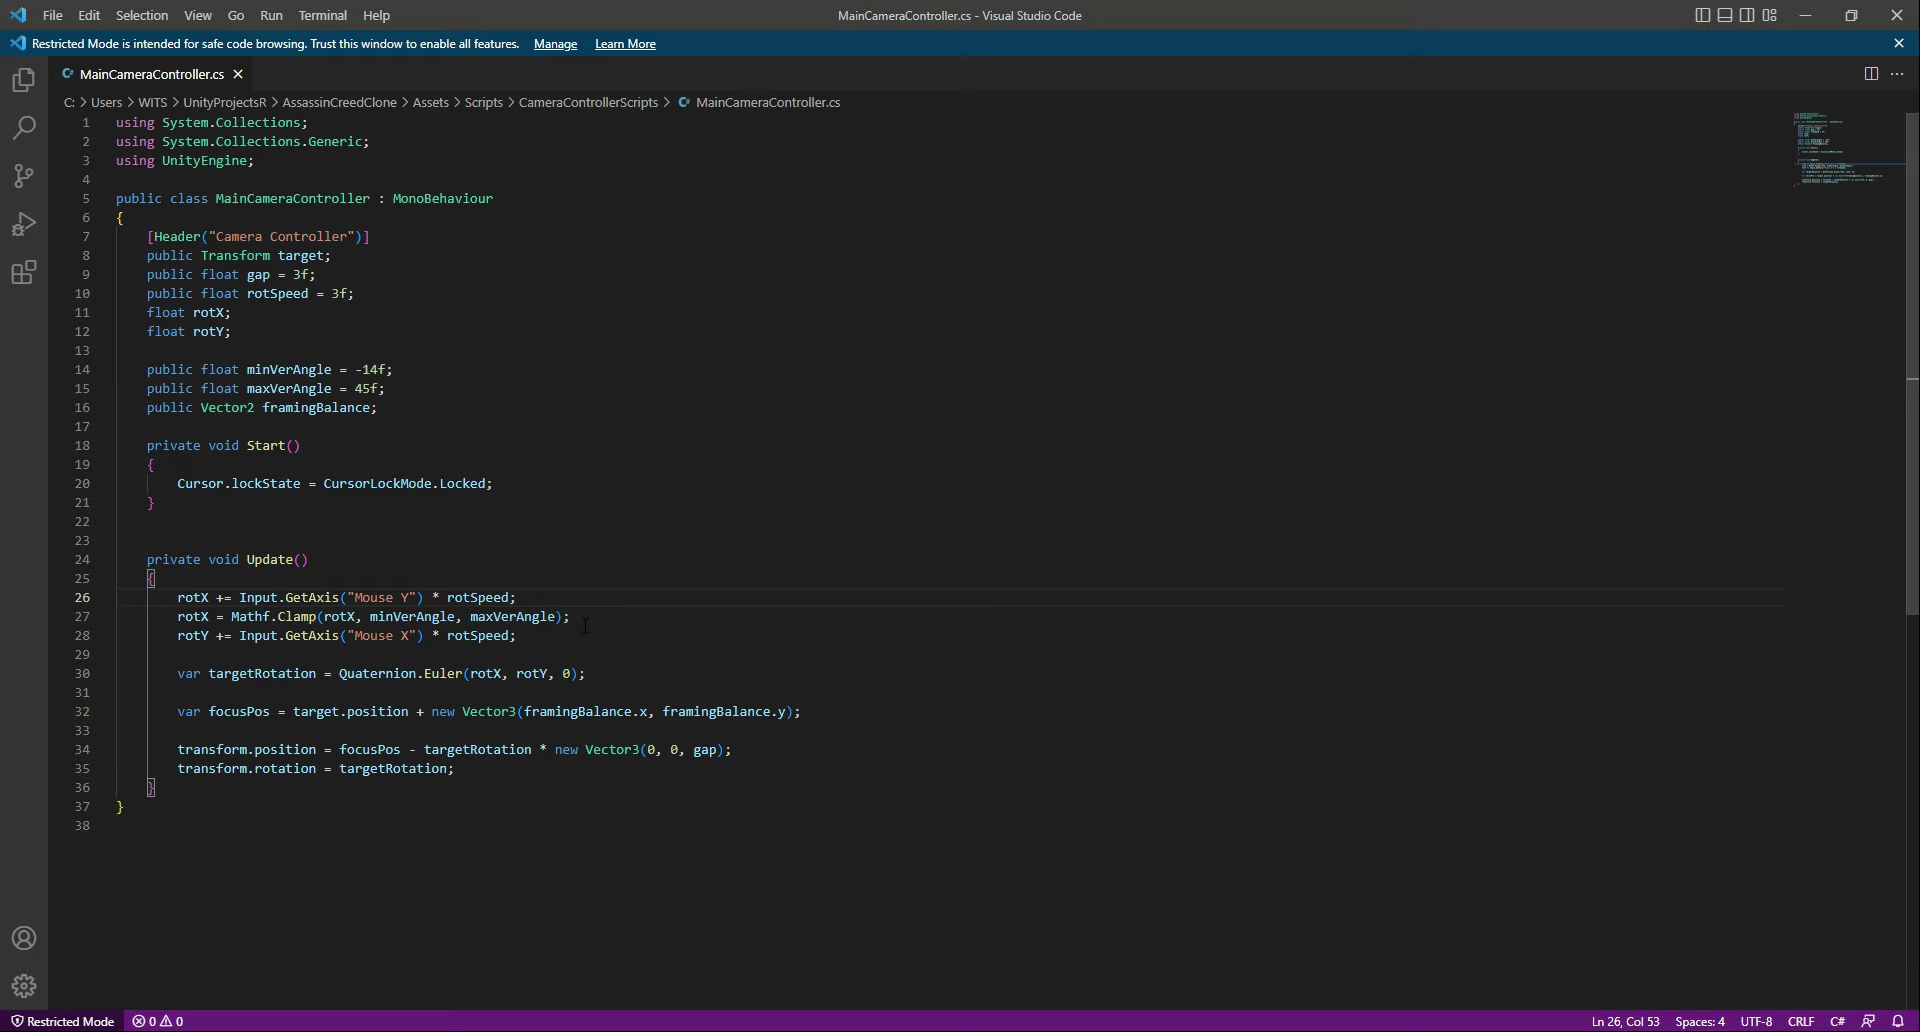 File Edit Selection View Go Run Terminal Help MainCameraController.cs - Visual Studio Code
Restricted Mode is intended for safe code browsing. Trust this window to enable all features. Manage Learn More
C# MainCameraController.cs
C: > Users > WITS > UnityProjectsR > AssassinCreedClone > Assets > Scripts > CameraControllerScripts > C# MainCameraController.cs
1 using System.Collections;
2 using System.Collections.Generic;
3 using UnityEngine;
4
5 public class MainCameraController : MonoBehaviour
6 {
7 [Header("Camera Controller")]
8 public Transform target;
9 public float gap = 3f;
10 public float rotSpeed = 3f;
11 float rotX;
12 float rotY;
13
14 public float minVerAngle = -14f;
15 public float maxVerAngle = 45f;
16 public Vector2 framingBalance;
17
18 private void Start()
19 {
20 Cursor.lockState = CursorLockMode.Locked;
21 }
22
23
24 private void Update()
25 {
26 rotX += Input.GetAxis("Mouse Y") * rotSpeed;
27 rotX = Mathf.Clamp(rotX, minVerAngle, maxVerAngle);
28 rotY += Input.GetAxis("Mouse X") * rotSpeed;
29
30 var targetRotation = Quaternion.Euler(rotX, rotY, 0);
31
32 var focusPos = target.position + new Vector3(framingBalance.x, framingBalance.y);
33
34 transform.position = focusPos - targetRotation * new Vector3(0, 0, gap);
35 transform.rotation = targetRotation;
36 }
37 }
38
Restricted Mode 0 0 Ln 26, Col 53 Spaces: 4 UTF-8 CRLF C#